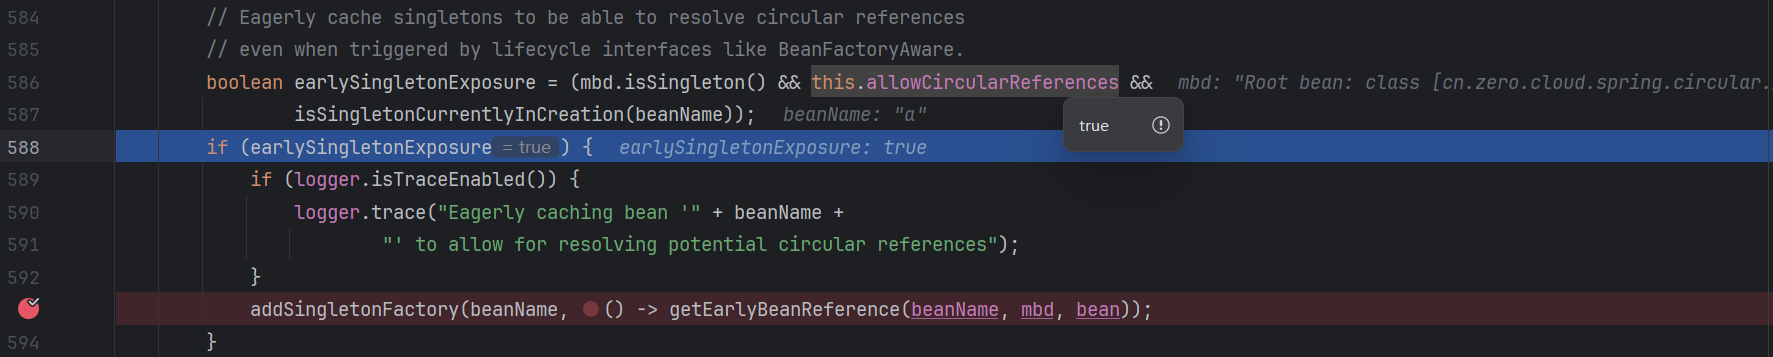 584 // Eagerly cache singletons to be able to resolve circular references
585 // even when triggered by lifecycle interfaces like BeanFactoryAware.
586 boolean earlySingletonExposure = (mbd.isSingleton() && this.allowCircularReferences && mbd: "Root bean: class [cn.zero.cloud.spring.circular.
587 isSingletonCurrentlyInCreation(beanName)); beanName: "a"
true
588 if (earlySingletonExposure = true ) { earlySingletonExposure: true
589 if (logger.isTraceEnabled()) {
590 logger.trace("Eagerly caching bean '" + beanName +
591 "' to allow for resolving potential circular references");
592 }
addSingletonFactory(beanName, () -> getEarlyBeanReference(beanName, mbd, bean));
594 }